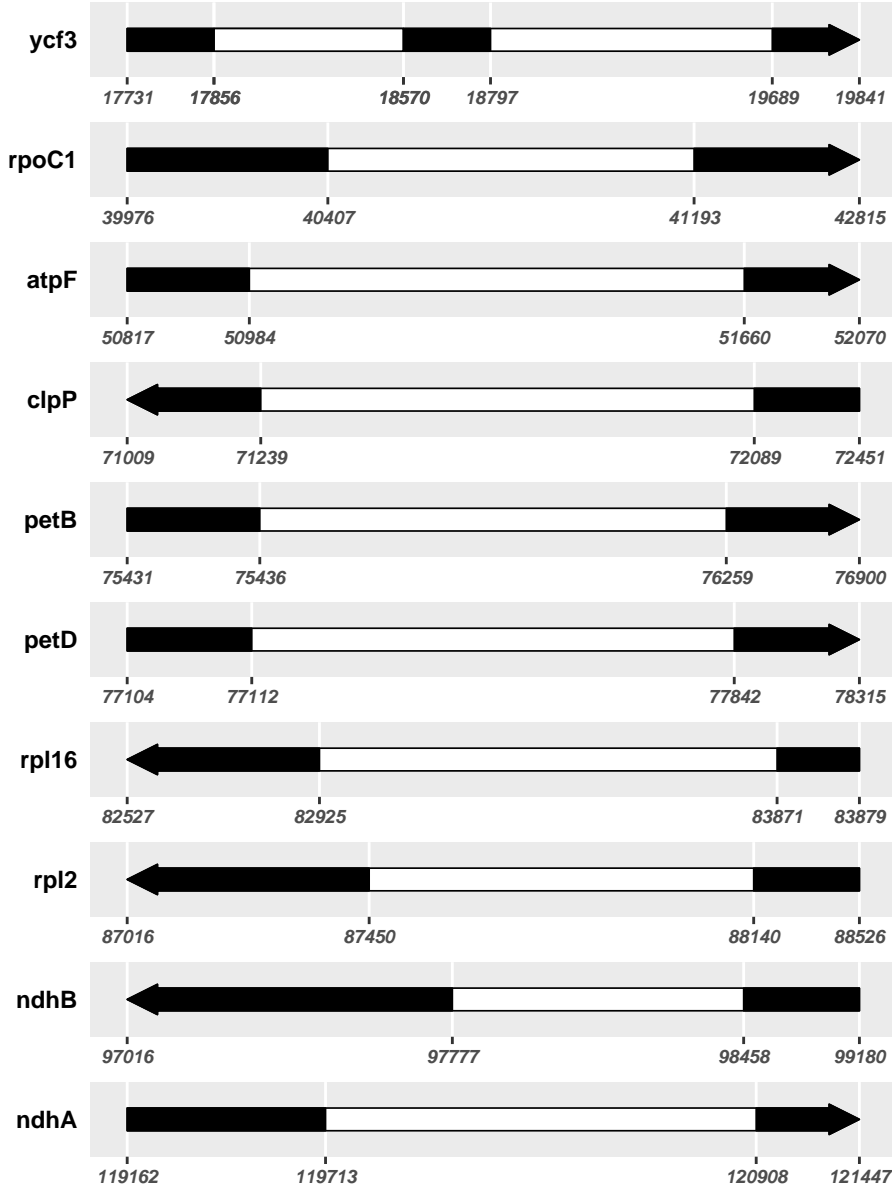 ycf3
17731 17856 18570 18797 19689 19841
rpoC1
39976 40407 41193 42815
atpF
50817 50984 51660 52070
clpP
71009 71239 72089 72451
petB
75431 75436 76259 76900
petD
77104 77112 77842 78315
rpl16
82527 82925 83871 83879
rpl2
87016 87450 88140 88526
ndhB
97016 97777 98458 99180
ndhA
119162 119713 120908 121447